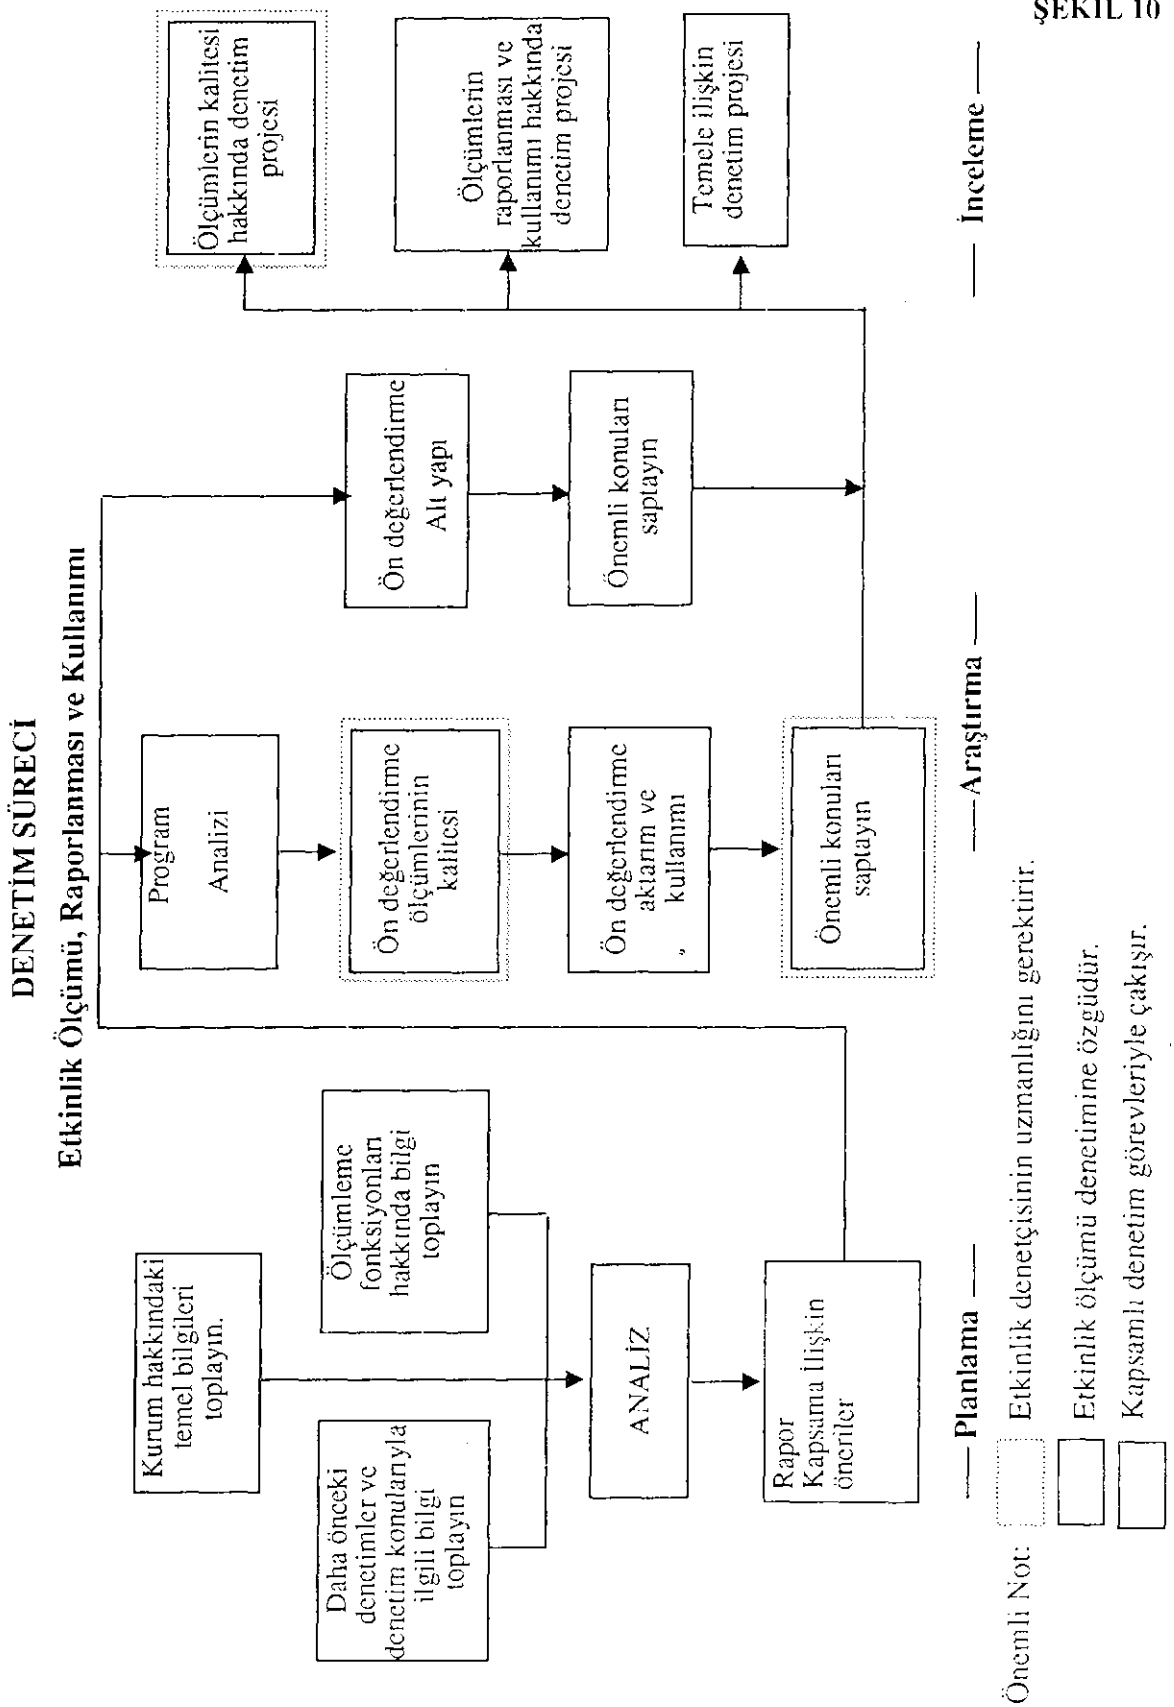 ŞEKİL 10
DENETİM SÜRECİ
Etkinlik Ölçümü, Raporlanması ve Kullanımı
Kurum hakkındaki
temel bilgileri
toplayın.
Daha önceki
denetimler ve
denetim konularıyla
ilgili bilgi
toplayın
Ölçümleme
fonksiyonları
hakkında bilgi
toplayın
ANALİZ
Rapor
Kapsama İlişkin
öneriler
Program
Analizi
Ön değerlendirme
ölçümlerinin
kalitesi
Ön değerlendirme
aktarım ve
kullanımı
Önemli konuları
saptayın
Ön değerlendirme
Alt yapı
Önemli konuları
saptayın
Ölçümlerin kalitesi
hakkında denetim
projesi
Ölçümlerin
raporlanması ve
kullanımı hakkında
denetim projesi
Temele ilişkin
denetim projesi
— Planlama —
—Araştırma —
— İnceleme —
Önemli Not:
Etkinlik denetçisinin uzmanlığını gerektirir.
Etkinlik ölçümü denetimine özgüdür.
Kapsamlı denetim görevleriyle çakışır.